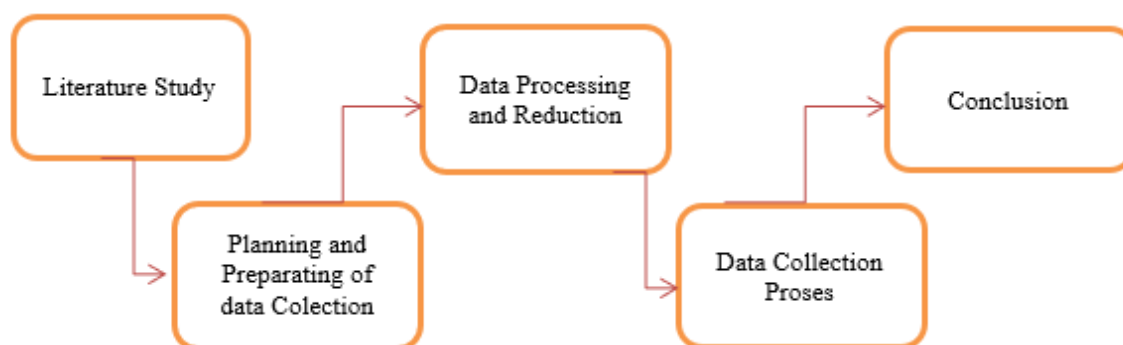 Literature Study
Planning and
Preparating of
data Colection
Data Processing
and Reduction
Data Collection
Proses
Conclusion